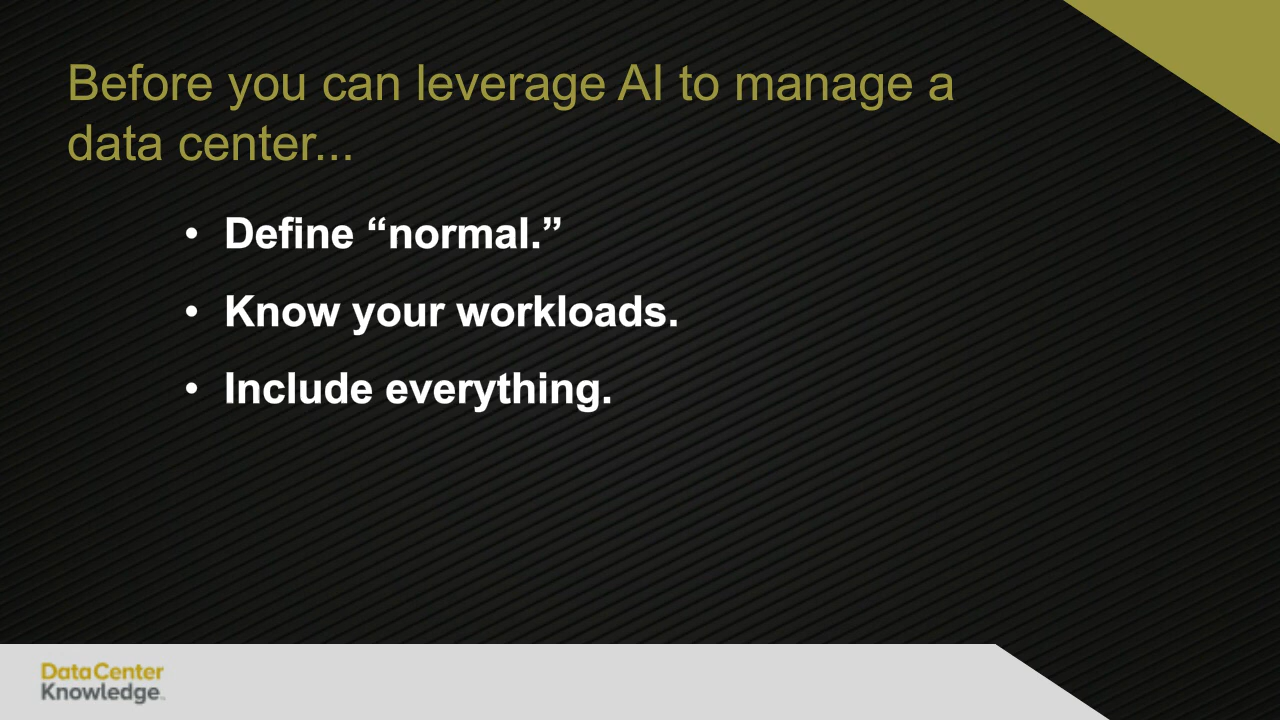 Before you can leverage AI to manage a
data center...
• Define “normal.”
• Know your workloads.
• Include everything.
DataCenter
Knowledge